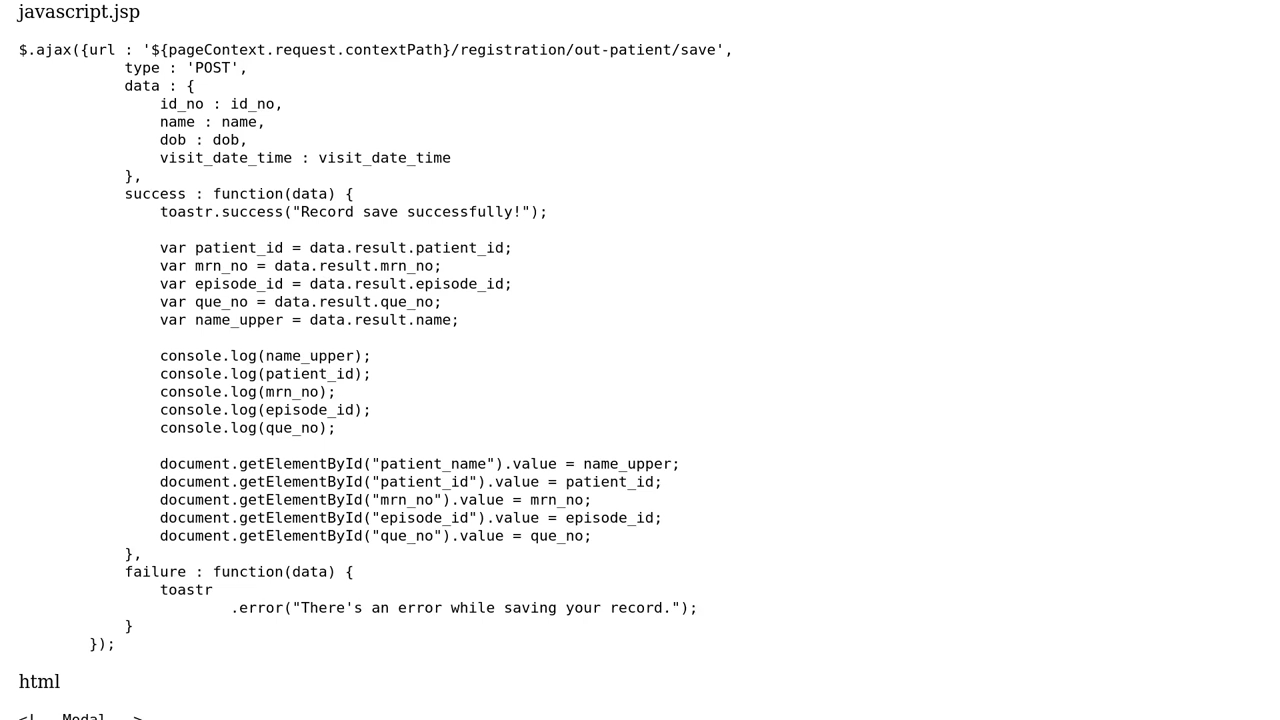 javascript.jsp
$.ajax({url : '${pageContext.request.contextPath}/registration/out-patient/save',
type : 'POST',
data : {
id_no : id_no,
name : name,
dob : dob,
visit_date_time : visit_date_time
},
success : function(data) {
toastr.success("Record save successfully!");
var patient_id = data.result.patient_id;
var mrn_no = data.result.mrn_no;
var episode_id = data.result.episode_id;
var que_no = data.result.que_no;
var name_upper = data.result.name;
console.log(name_upper);
console.log(patient_id);
console.log(mrn_no);
console.log(episode_id);
console.log(que_no);
document.getElementById("patient_name").value = name_upper;
document.getElementById("patient_id").value = patient_id;
document.getElementById("mrn_no").value = mrn_no;
document.getElementById("episode_id").value = episode_id;
document.getElementById("que_no").value = que_no;
},
failure : function(data) {
toastr
.error("There's an error while saving your record.");
}
});
html
<!-- Modal -->